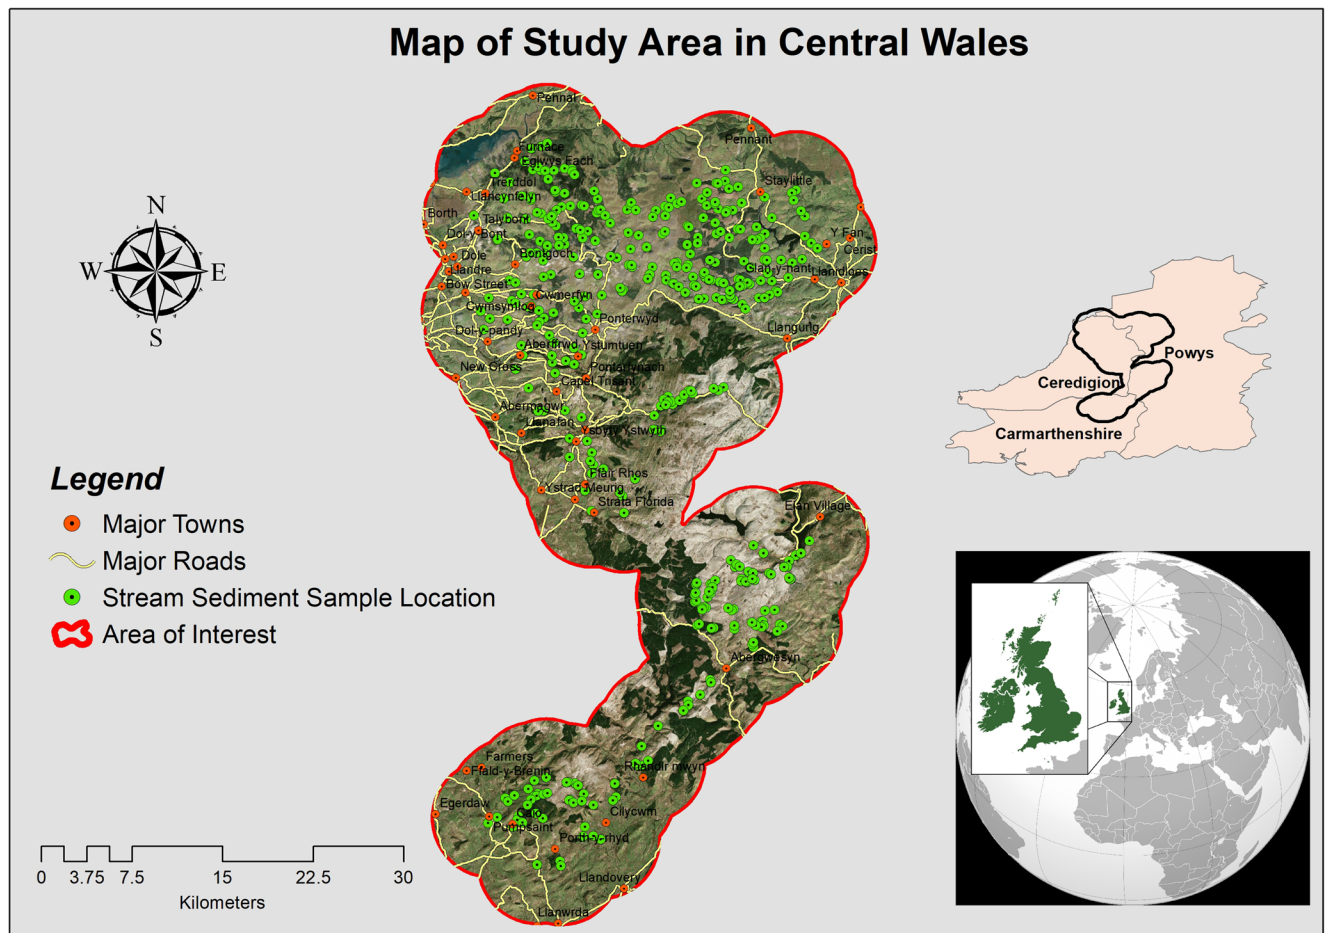 Map of Study Area in Central Wales
N
W
E
S
Pennal
Pennant
Furnace
Eglwys Fach
Trerddol
Staylittle
Llancynfelyn
Borth
Talybont
Dol-y-Bont
Y Fan
Cerist
Dole
Bontgoch
Llandre
Glan-y-nant
Llanidloes
Bow Street
Cwmerfyn
Cwmsymlog
Ponterwyd
Dol-y-pandy
Llangurig
Aberffrwd
Ystumtuen
New Cross
Pontarfynach
Capel Trisant
Abermagwr
Llanafan
Ysbyty Ystwyth
Ffair Rhos
Ystrad Meurig
Strata Florida
Elan Village
Abergwesyn
Farmers
Ffald-y-Brenin
Rhandir mwyn
Egerdaw
Cilycwm
Pumpsaint
Porth-y-rhyd
Llandovery
Llanwrda
Legend
Major Towns
Major Roads
Stream Sediment Sample Location
Area of Interest
0 3.75 7.5 15 22.5 30
Kilometers
Powys
Ceredigion
Carmarthenshire